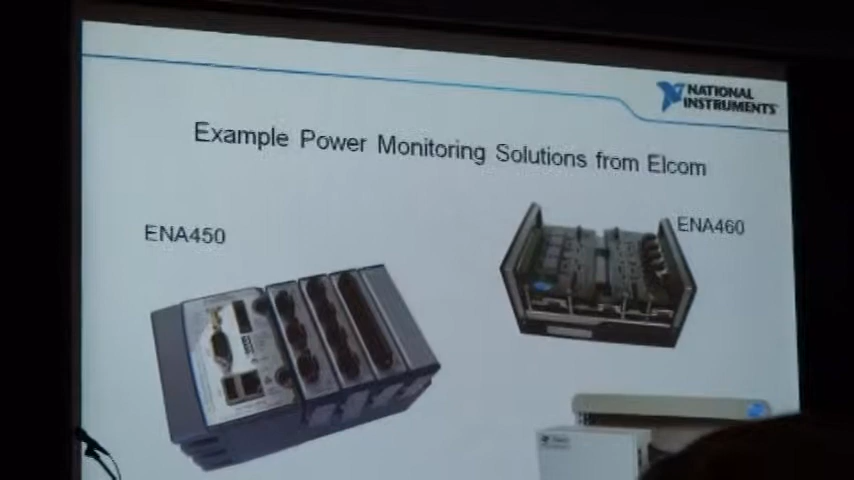 NATIONAL
INSTRUMENTS
Example Power Monitoring Solutions from Elcom
ENA450
ENA460